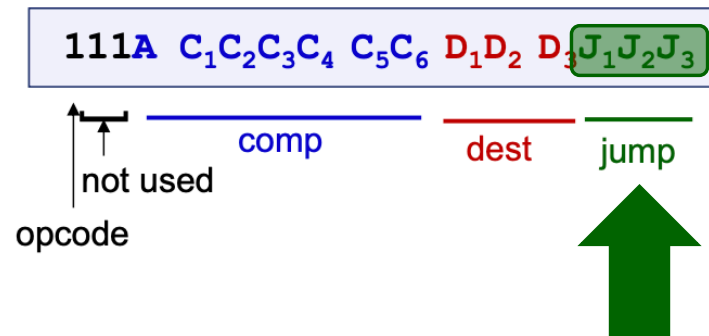 111A C₁C₂C₃C₄ C₅C₆ D₁D₂ D₃J₁J₂J₃
comp dest jump
not used
opcode